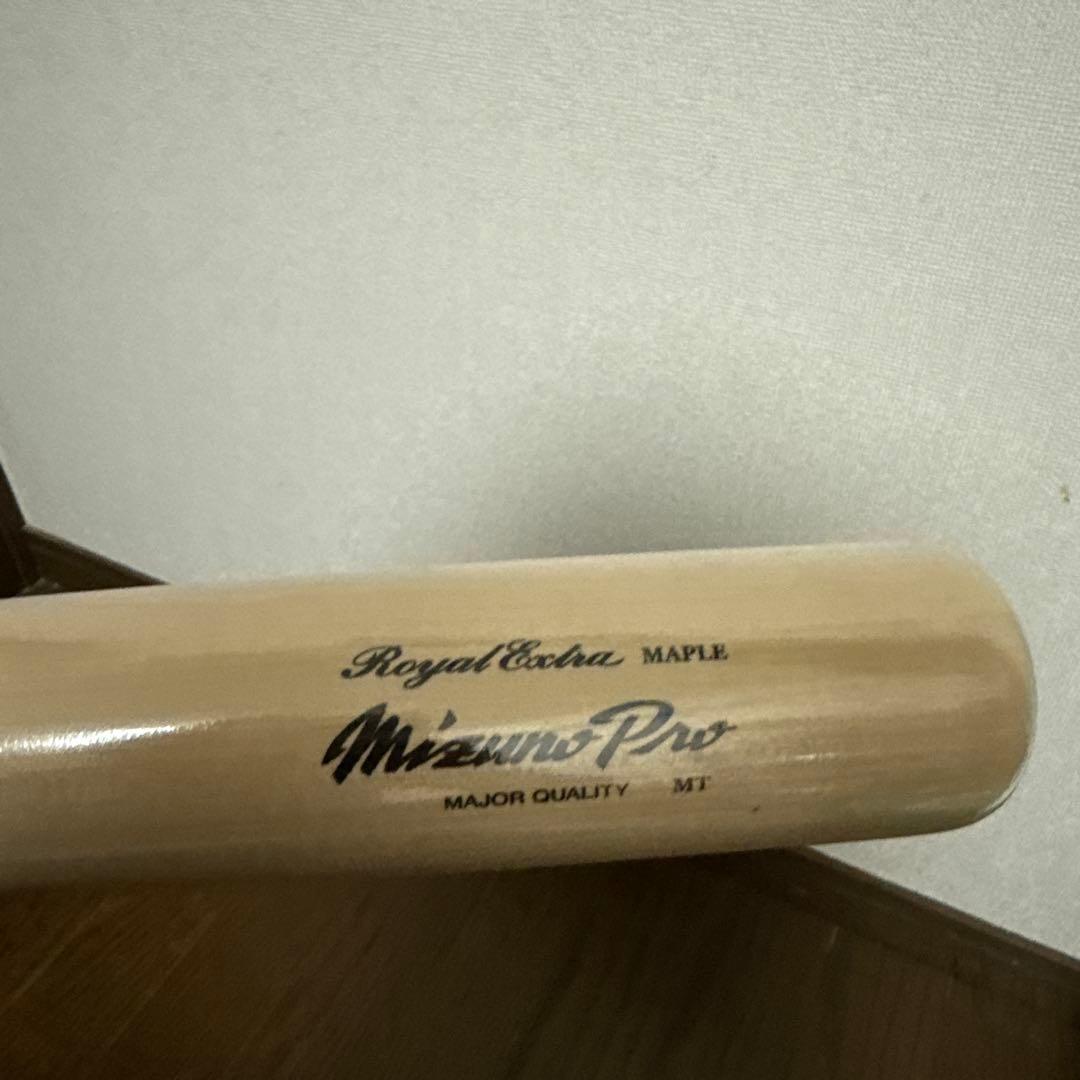 Royal Extra MAPLE
Mizuno Pro
MAJOR QUALITY MT